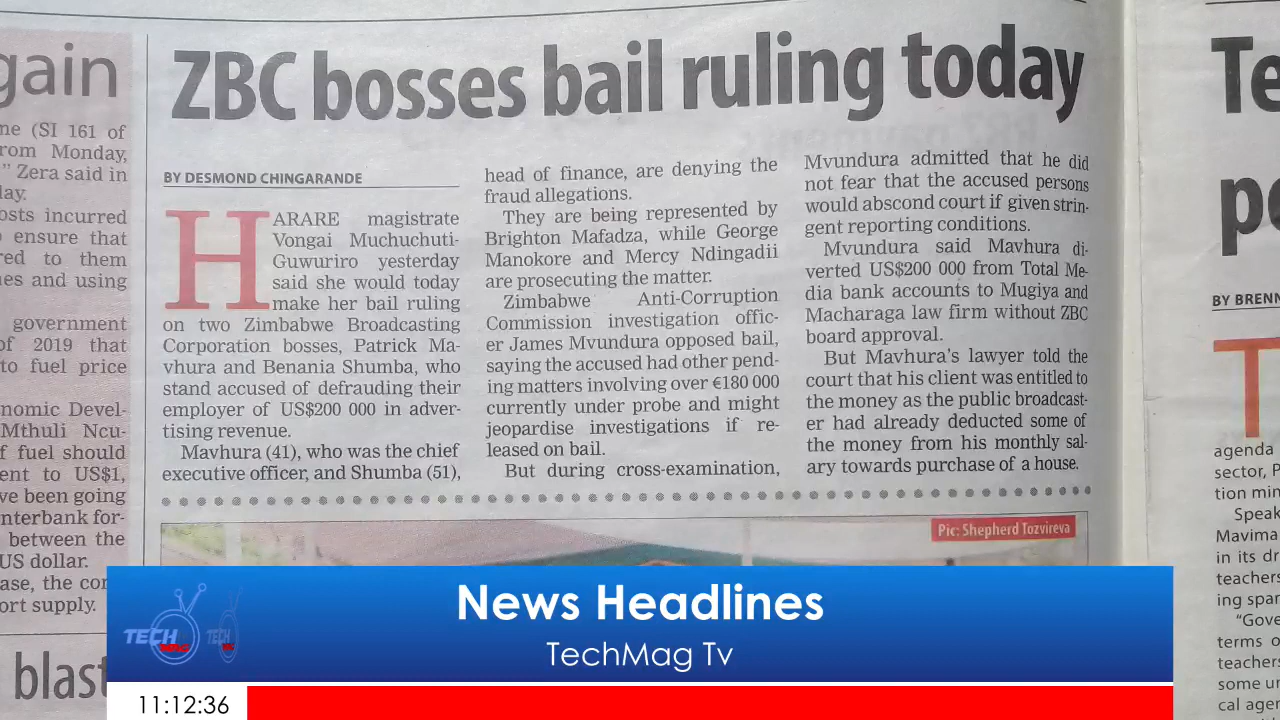 gain
me (SI 161 of
rom Monday,
” Zera said in
lay.
osts incurred
ensure that
red to them
es and using
government
of 2019 that
to fuel price
nomic Devel-
Mthuli Ncu-
f fuel should
ent to US$1,
ve been going
nterbank for-
between the
US dollar.
ase, the
ort supply.
blast
ZBC bosses bail ruling today
BY DESMOND CHINGARANDE
HARARE magistrate
Vongai Muchuchuti-
Guwuriro yesterday
said she would today
make her bail ruling
on two Zimbabwe Broadcasting
Corporation bosses, Patrick Ma-
vhura and Benania Shumba, who
stand accused of defrauding their
employer of US$200 000 in adver-
tising revenue.
Mavhura (41), who was the chief
executive officer, and Shumba (51),
head of finance, are denying the
fraud allegations.
They are being represented by
Brighton Mafadza, while George
Manokore and Mercy Ndingadii
are prosecuting the matter.
Zimbabwe Anti-Corruption
Commission investigation offic-
er James Mvundura opposed bail,
saying the accused had other pend-
ing matters involving over €180 000
currently under probe and might
jeopardise investigations if re-
leased on bail.
But during cross-examination,
Mvundura admitted that he did
not fear that the accused persons
would abscond court if given strin-
gent reporting conditions.
Mvundura said Mavhura di-
verted US$200 000 from Total Me-
dia bank accounts to Mugiya and
Macharaga law firm without ZBC
board approval.
But Mavhura’s lawyer told the
court that his client was entitled to
the money as the public broadcast-
er had already deducted some of
the money from his monthly sal-
ary towards purchase of a house.
Pic: Shepherd Tozvireva
Te
po
BY BRENN
T
agenda
sector, P
tion min
Speak
Mavima
in its dr
teachers
ing spar
“Gove
terms o
teachers
some un
cal agen
News Headlines
TechMag Tv
TECH
MAG
TECH
11:12:36